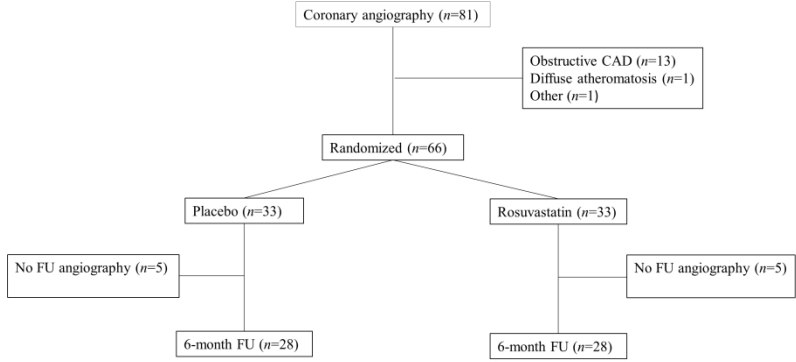 Coronary angiography (n=81)
Obstructive CAD (n=13)
Diffuse atheromatosis (n=1)
Other (n=1)
Randomized (n=66)
Placebo (n=33)
Rosuvastatin (n=33)
No FU angiography (n=5)
No FU angiography (n=5)
6-month FU (n=28)
6-month FU (n=28)